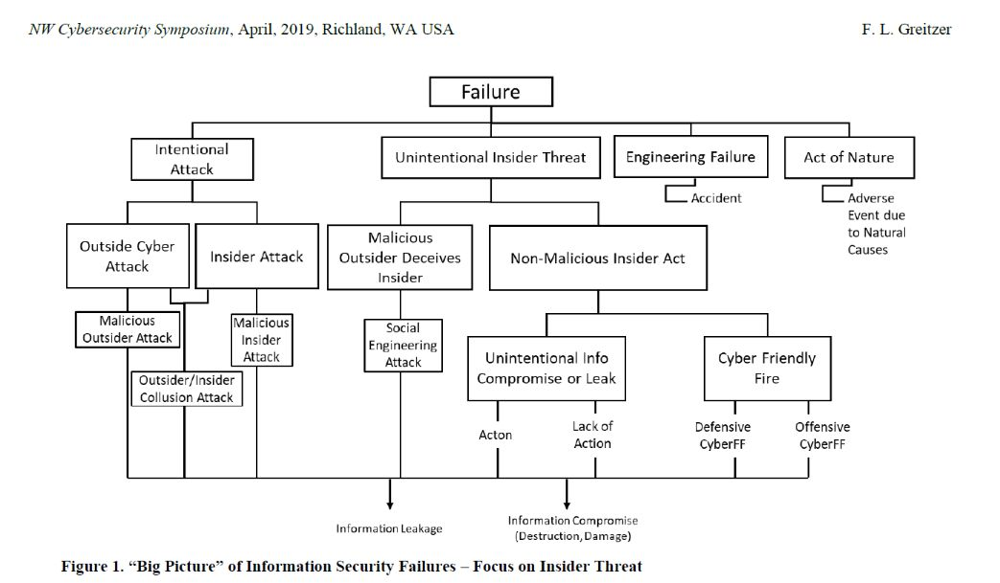 NW Cybersecurity Symposium, April, 2019, Richland, WA USA
F. L. Greitzer
Failure
Intentional
Attack
Unintentional Insider Threat
Engineering Failure
Act of Nature
Accident
Adverse
Event due
to Natural
Causes
Outside Cyber
Attack
Insider Attack
Malicious
Outsider Deceives
Insider
Non-Malicious Insider Act
Malicious
Outsider Attack
Malicious
Insider
Attack
Social
Engineering
Attack
Outsider/Insider
Collusion Attack
Unintentional Info
Compromise or Leak
Cyber Friendly
Fire
Acton
Lack of
Action
Defensive
CyberFF
Offensive
CyberFF
Information Leakage
Information Compromise
(Destruction, Damage)
Figure 1. “Big Picture” of Information Security Failures – Focus on Insider Threat